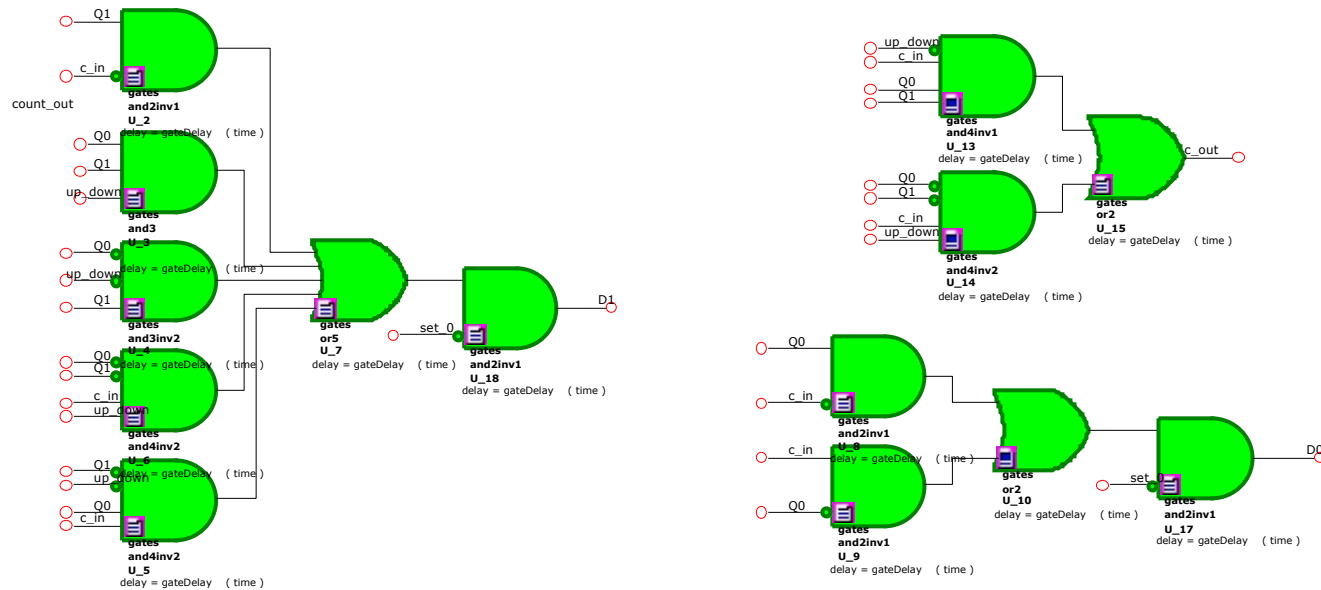 Q1
c_in
count_out
gates
and2inv1
U_2
delay = gateDelay ( time )
Q0
Q1
up_down
gates
and3
U_3
delay = gateDelay ( time )
Q0
up_down
Q1
gates
and3inv2
U_4
delay = gateDelay ( time )
Q0
Q1
c_in
up_down
gates
and4inv2
U_6
delay = gateDelay ( time )
Q1
up_down
Q0
c_in
gates
and4inv2
U_5
delay = gateDelay ( time )
gates
or5
U_7
delay = gateDelay ( time )
set_0
gates
and2inv1
U_18
delay = gateDelay ( time )
D1
up_down
c_in
Q0
Q1
gates
and4inv1
U_13
delay = gateDelay ( time )
Q0
Q1
c_in
up_down
gates
and4inv2
U_14
c_out
gates
or2
U_15
delay = gateDelay ( time )
Q0
c_in
gates
and2inv1
U_8
delay = gateDelay ( time )
c_in
Q0
gates
and2inv1
U_9
delay = gateDelay ( time )
gates
or2
U_10
delay = gateDelay ( time )
set_0
gates
and2inv1
U_17
delay = gateDelay ( time )
D0
delay = gateDelay ( time )